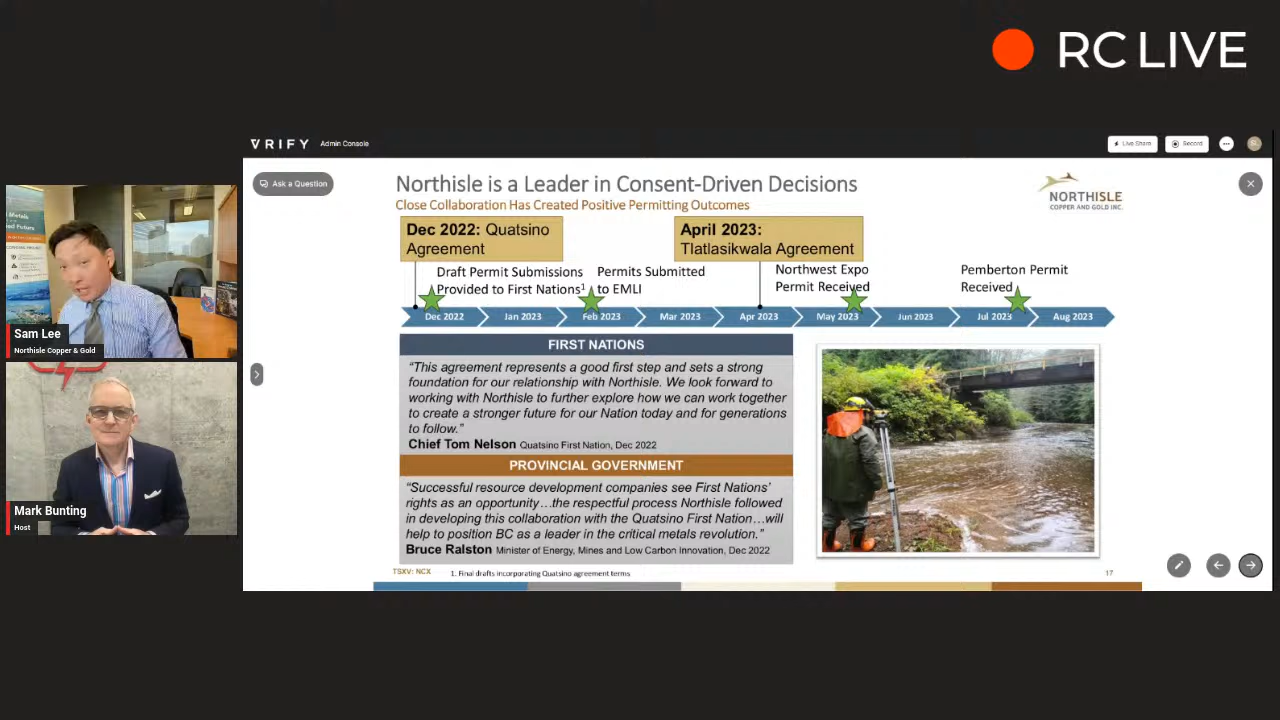 RC LIVE
VRIFY Admin Console
Live Share
Record
Ask a Question
Northisle is a Leader in Consent-Driven Decisions
Close Collaboration Has Created Positive Permitting Outcomes
NORTHISLE
COPPER AND GOLD INC.
Dec 2022: Quatsino
Agreement
April 2023:
Tlatlasikwala Agreement
Draft Permit Submissions
Provided to First Nations¹
Permits Submitted
to EMLI
Northwest Expo
Permit Received
Pemberton Permit
Received
Dec 2022
Jan 2023
Feb 2023
Mar 2023
Apr 2023
May 2023
Jun 2023
Jul 2023
Aug 2023
FIRST NATIONS
“This agreement represents a good first step and sets a strong
foundation for our relationship with Northisle. We look forward to
working with Northisle to further explore how we can work together
to create a stronger future for our Nation today and for generations
to follow.”
Chief Tom Nelson Quatsino First Nation, Dec 2022
PROVINCIAL GOVERNMENT
“Successful resource development companies see First Nations’
rights as an opportunity…the respectful process Northisle followed
in developing this collaboration with the Quatsino First Nation…will
help to position BC as a leader in the critical metals revolution.”
Bruce Ralston Minister of Energy, Mines and Low Carbon Innovation, Dec 2022
TSXV: NCX
1. Final drafts incorporating Quatsino agreement terms
17
Metals
Future
Sam Lee
Northisle Copper & Gold
Mark Bunting
Host